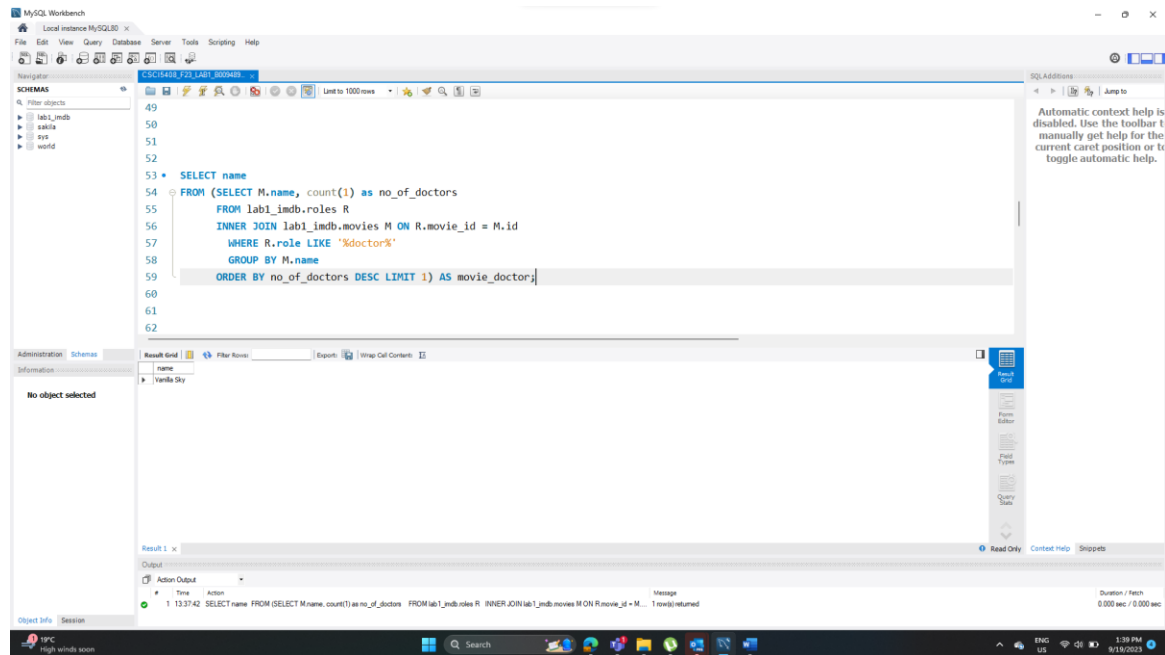 MySQL Workbench
Local instance MySQL80 ×
File Edit View Query Database Server Tools Scripting Help
Navigator
SCHEMAS
Filter objects
lab1_imdb
sakila
sys
world
Administration Schemas
Information
No object selected
Object Info Session
CSCI5408_F23_LAB1_B009489.. ×
Limit to 1000 rows
49
50
51
52
53 SELECT name
54 FROM (SELECT M.name, count(1) as no_of_doctors
55 FROM lab1_imdb.roles R
56 INNER JOIN lab1_imdb.movies M ON R.movie_id = M.id
57 WHERE R.role LIKE '%doctor%'
58 GROUP BY M.name
59 ORDER BY no_of_doctors DESC LIMIT 1) AS movie_doctor;
60
61
62
Result Grid Filter Rows: Export: Wrap Cell Content:
name
Vanilla Sky
Result Grid
Form Editor
Field Types
Query Stats
Result 1 ×
Read Only
Output
Action Output
# Time Action Message Duration / Fetch
1 13:37:42 SELECT name FROM (SELECT M.name, count(1) as no_of_doctors FROM lab1_imdb.roles R INNER JOIN lab1_imdb.movies M ON R.movie_id = M... 1 row(s) returned 0.000 sec / 0.000 sec
SQLAdditions
Jump to
Automatic context help is
disabled. Use the toolbar t
manually get help for the
current caret position or to
toggle automatic help.
Context Help Snippets
1
19°C
High winds soon
Search
ENG
US
1:39 PM
9/19/2023